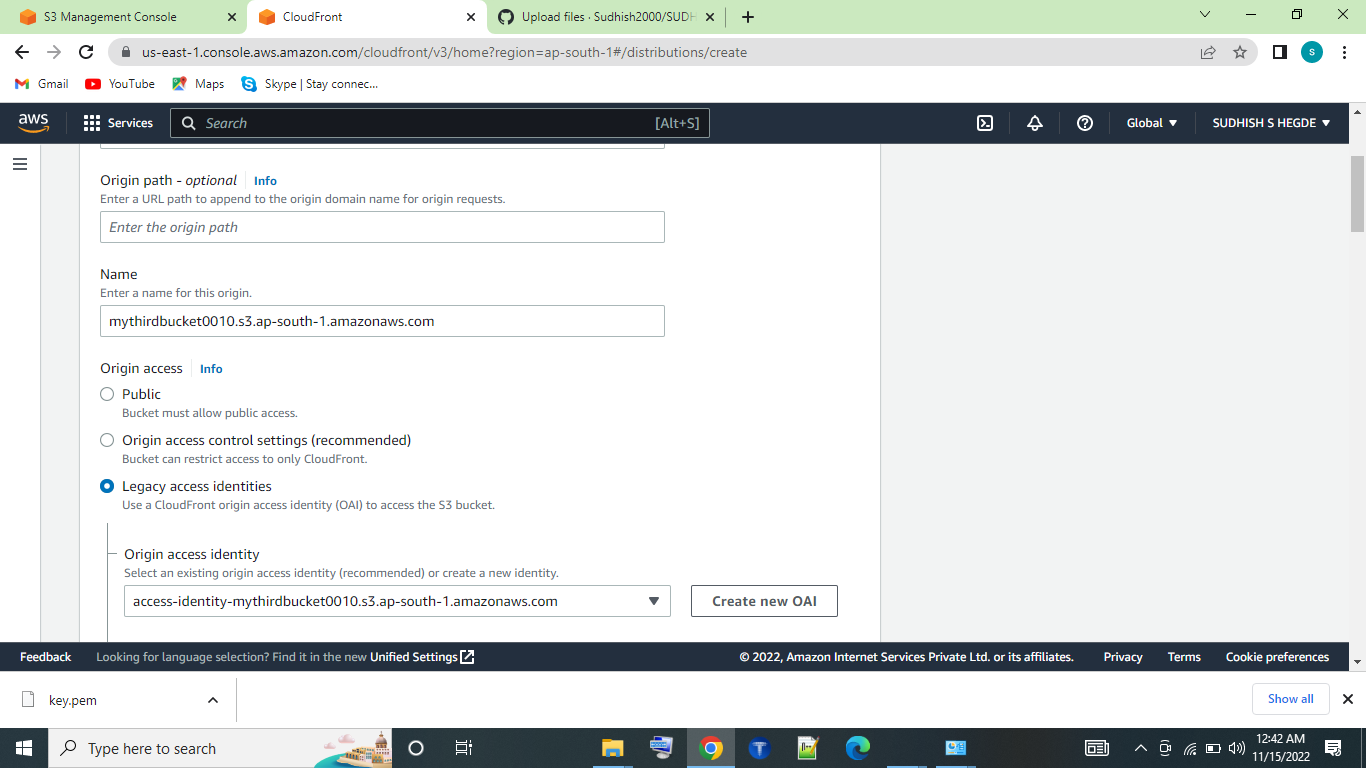 S3 Management Console
CloudFront
Upload files · Sudhish2000/SUDH
us-east-1.console.aws.amazon.com/cloudfront/v3/home?region=ap-south-1#/distributions/create
S
Gmail
YouTube
Maps
Skype | Stay connec...
aws
Services
Search
[Alt+S]
Global
SUDHISH S HEGDE
Origin path - optional
Info
Enter a URL path to append to the origin domain name for origin requests.
Enter the origin path
Name
Enter a name for this origin.
mythirdbucket0010.s3.ap-south-1.amazonaws.com
Origin access
Info
Public
Bucket must allow public access.
Origin access control settings (recommended)
Bucket can restrict access to only CloudFront.
Legacy access identities
Use a CloudFront origin access identity (OAI) to access the S3 bucket.
Origin access identity
Select an existing origin access identity (recommended) or create a new identity.
access-identity-mythirdbucket0010.s3.ap-south-1.amazonaws.com
Create new OAI
Feedback
Looking for language selection? Find it in the new Unified Settings
© 2022, Amazon Internet Services Private Ltd. or its affiliates.
Privacy
Terms
Cookie preferences
key.pem
Show all
Type here to search
12:42 AM
11/15/2022